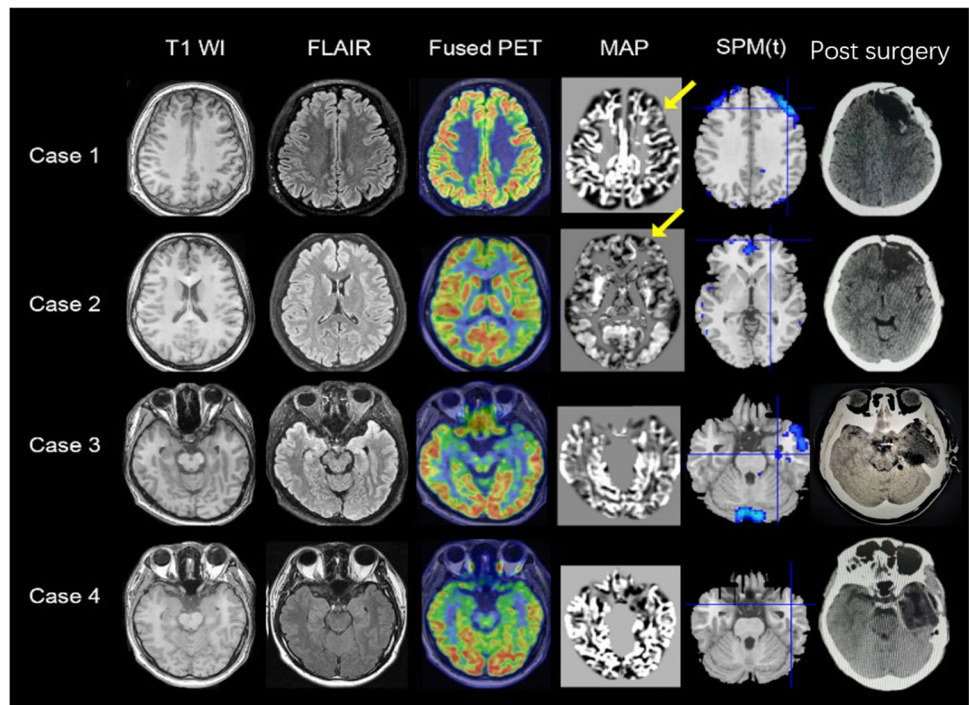 T1 WI FLAIR Fused PET MAP SPM(t) Post surgery
Case 1
Case 2
Case 3
Case 4